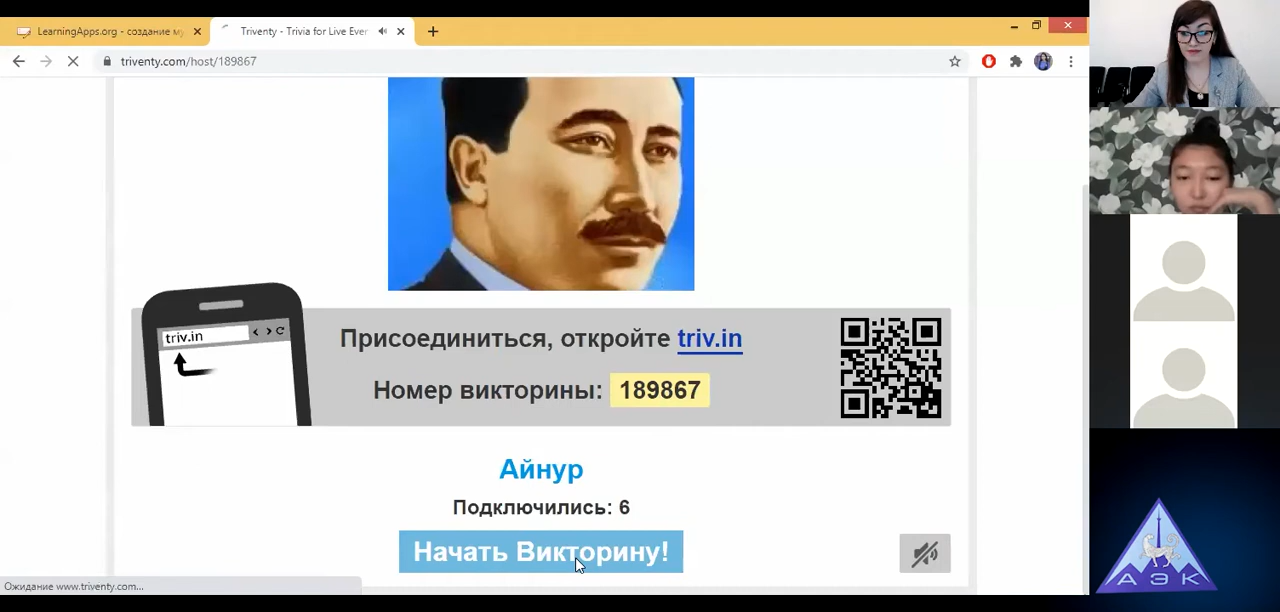 LearningApps.org - создание му
Triventy - Trivia for Live Ever
triventy.com/host/189867
triv.in
Присоединиться, откройте triv.in
Номер викторины: 189867
Айнур
Подключились: 6
Начать Викторину!
Ожидание www.triventy.com...
АЭК